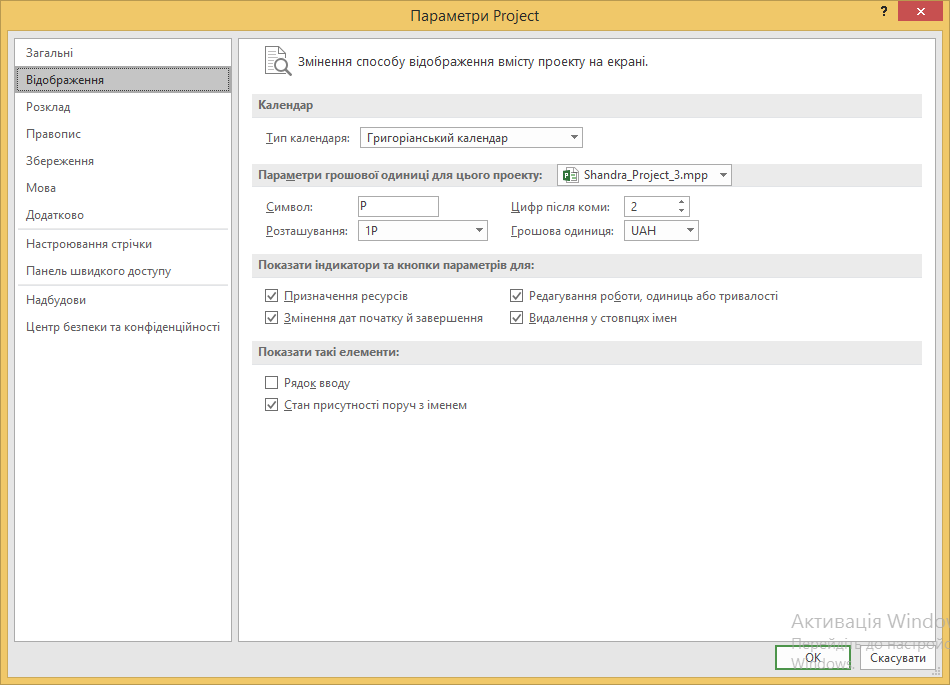 Параметри Project
?
Загальні
Відображення
Розклад
Правопис
Збереження
Мова
Додатково
Настроювання стрічки
Панель швидкого доступу
Надбудови
Центр безпеки та конфіденційності
Змінення способу відображення вмісту проекту на екрані.
Календар
Тип календаря: Григоріанський календар
Параметри грошової одиниці для цього проекту: Shandra_Project_3.mpp
Символ: Р Цифр після коми: 2
Розташування: 1Р Грошова одиниця: UAH
Показати індикатори та кнопки параметрів для:
Призначення ресурсів Редагування роботи, одиниць або тривалості
Змінення дат початку й завершення Видалення у стовпцях імен
Показати такі елементи:
Рядок вводу
Стан присутності поруч з іменем
Активація Windo
Перейдіть до настройо
Windows.
OK Скасувати